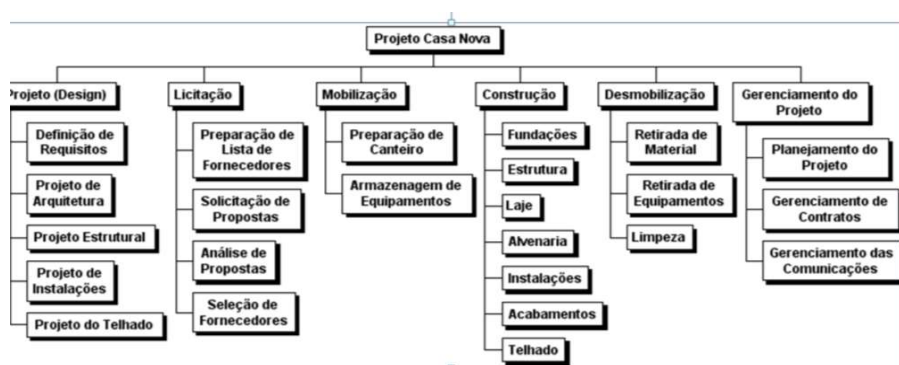 Projeto Casa Nova
Projeto (Design)
Licitação
Mobilização
Construção
Desmobilização
Gerenciamento do
Projeto
Definição de
Requisitos
Projeto de
Arquitetura
Projeto Estrutural
Projeto de
Instalações
Projeto do Telhado
Preparação de
Lista de
Fornecedores
Solicitação de
Propostas
Análise de
Propostas
Seleção de
Fornecedores
Preparação de
Canteiro
Armazenagem de
Equipamentos
Fundações
Estrutura
Laje
Alvenaria
Instalações
Acabamentos
Telhado
Retirada de
Material
Retirada de
Equipamentos
Limpeza
Planejamento do
Projeto
Gerenciamento de
Contratos
Gerenciamento das
Comunicações